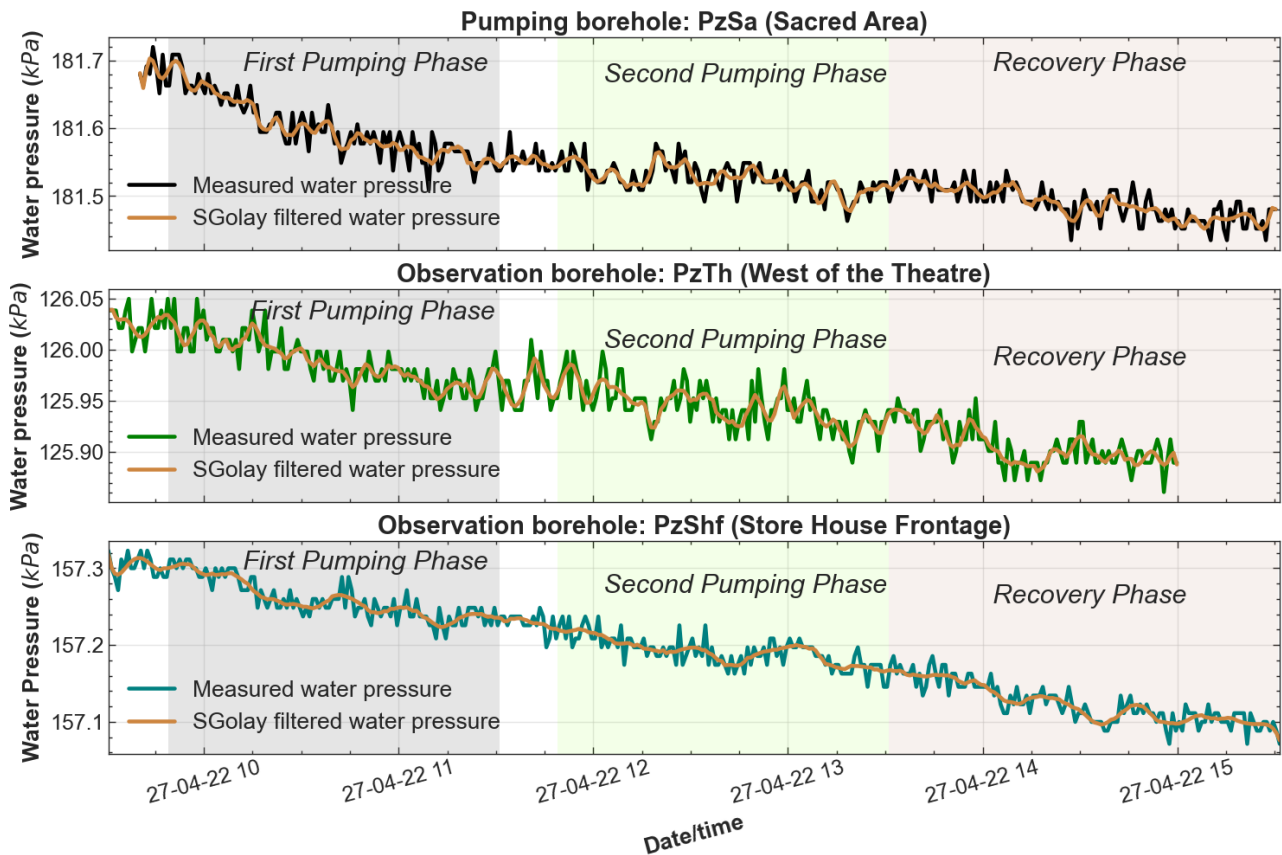 Pumping borehole: PzSa (Sacred Area)
Water pressure (kPa)
181.7
181.6
181.5
First Pumping Phase
Second Pumping Phase
Recovery Phase
Measured water pressure
SGolay filtered water pressure
Observation borehole: PzTh (West of the Theatre)
Water pressure (kPa)
126.05
126.00
125.95
125.90
First Pumping Phase
Second Pumping Phase
Recovery Phase
Measured water pressure
SGolay filtered water pressure
Observation borehole: PzShf (Store House Frontage)
Water Pressure (kPa)
157.3
157.2
157.1
First Pumping Phase
Second Pumping Phase
Recovery Phase
Measured water pressure
SGolay filtered water pressure
27-04-22 10
27-04-22 11
27-04-22 12
27-04-22 13
27-04-22 14
27-04-22 15
Date/time